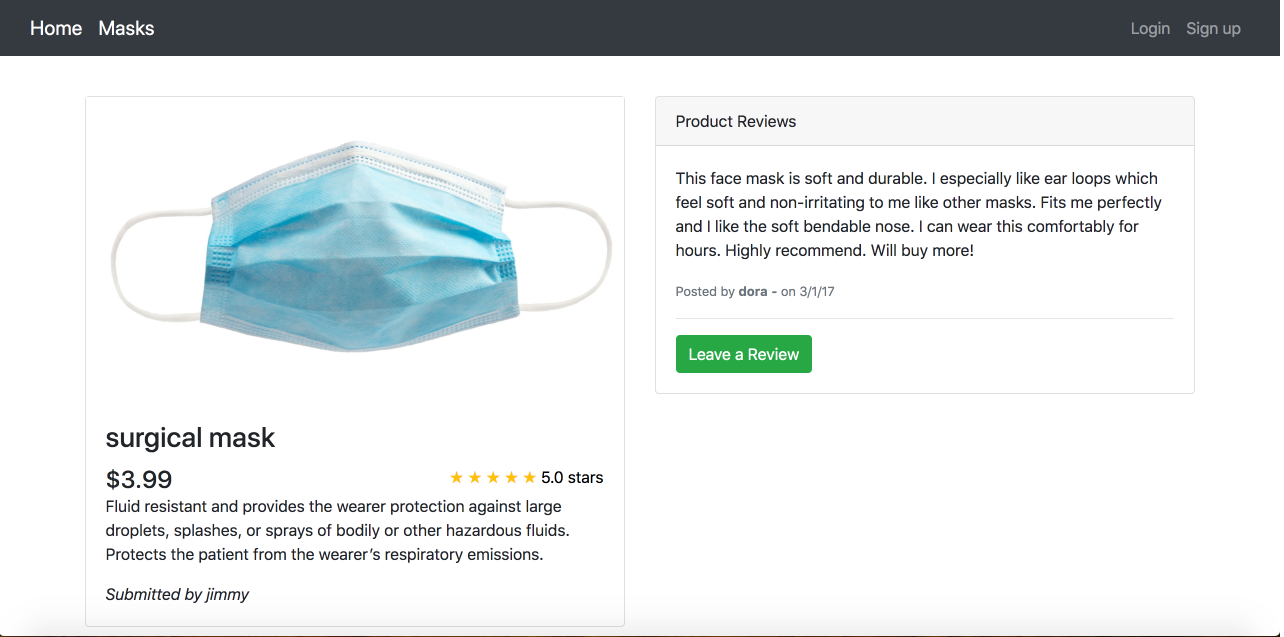 Home Masks Login Sign up
surgical mask
$3.99 ★ ★ ★ ★ ★ 5.0 stars
Fluid resistant and provides the wearer protection against large
droplets, splashes, or sprays of bodily or other hazardous fluids.
Protects the patient from the wearer’s respiratory emissions.
Submitted by jimmy
Product Reviews
This face mask is soft and durable. I especially like ear loops which
feel soft and non-irritating to me like other masks. Fits me perfectly
and I like the soft bendable nose. I can wear this comfortably for
hours. Highly recommend. Will buy more!
Posted by dora - on 3/1/17
Leave a Review